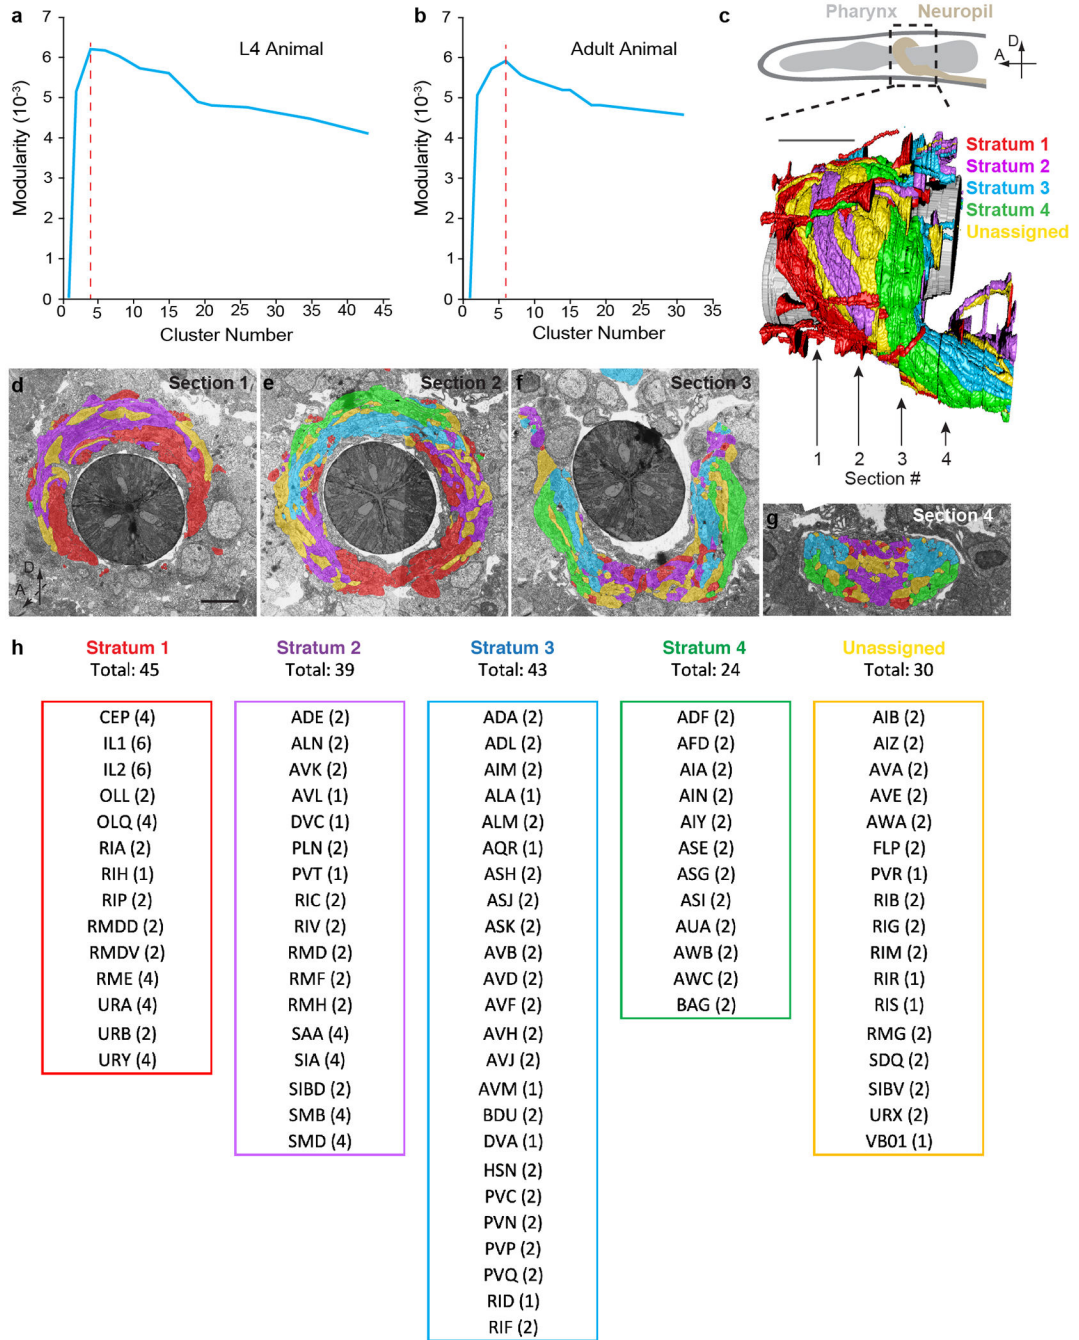 a
L4 Animal
Modularity (10⁻³)
7
6
5
4
3
2
1
0
0 5 10 15 20 25 30 35 40 45
Cluster Number
b
Adult Animal
Modularity (10⁻³)
7
6
5
4
3
2
1
0
0 5 10 15 20 25 30 35
Cluster Number
c
Pharynx Neuropil
D
A
Stratum 1
Stratum 2
Stratum 3
Stratum 4
Unassigned
1 2 3 4
Section #
d
Section 1
D
A
e
Section 2
f
Section 3
g
Section 4
h
Stratum 1
Total: 45
CEP (4)
IL1 (6)
IL2 (6)
OLL (2)
OLQ (4)
RIA (2)
RIH (1)
RIP (2)
RMDD (2)
RMDV (2)
RME (4)
URA (4)
URB (2)
URY (4)
Stratum 2
Total: 39
ADE (2)
ALN (2)
AVK (2)
AVL (1)
DVC (1)
PLN (2)
PVT (1)
RIC (2)
RIV (2)
RMD (2)
RMF (2)
RMH (2)
SAA (4)
SIA (4)
SIBD (2)
SMB (4)
SMD (4)
Stratum 3
Total: 43
ADA (2)
ADL (2)
AIM (2)
ALA (1)
ALM (2)
AQR (1)
ASH (2)
ASJ (2)
ASK (2)
AVB (2)
AVD (2)
AVF (2)
AVH (2)
AVJ (2)
AVM (1)
BDU (2)
DVA (1)
HSN (2)
PVC (2)
PVN (2)
PVP (2)
PVQ (2)
RID (1)
RIF (2)
Stratum 4
Total: 24
ADF (2)
AFD (2)
AIA (2)
AIN (2)
AIY (2)
ASE (2)
ASG (2)
ASI (2)
AUA (2)
AWB (2)
AWC (2)
BAG (2)
Unassigned
Total: 30
AIB (2)
AIZ (2)
AVA (2)
AVE (2)
AWA (2)
FLP (2)
PVR (1)
RIB (2)
RIG (2)
RIM (2)
RIR (1)
RIS (1)
RMG (2)
SDQ (2)
SIBV (2)
URX (2)
VB01 (1)